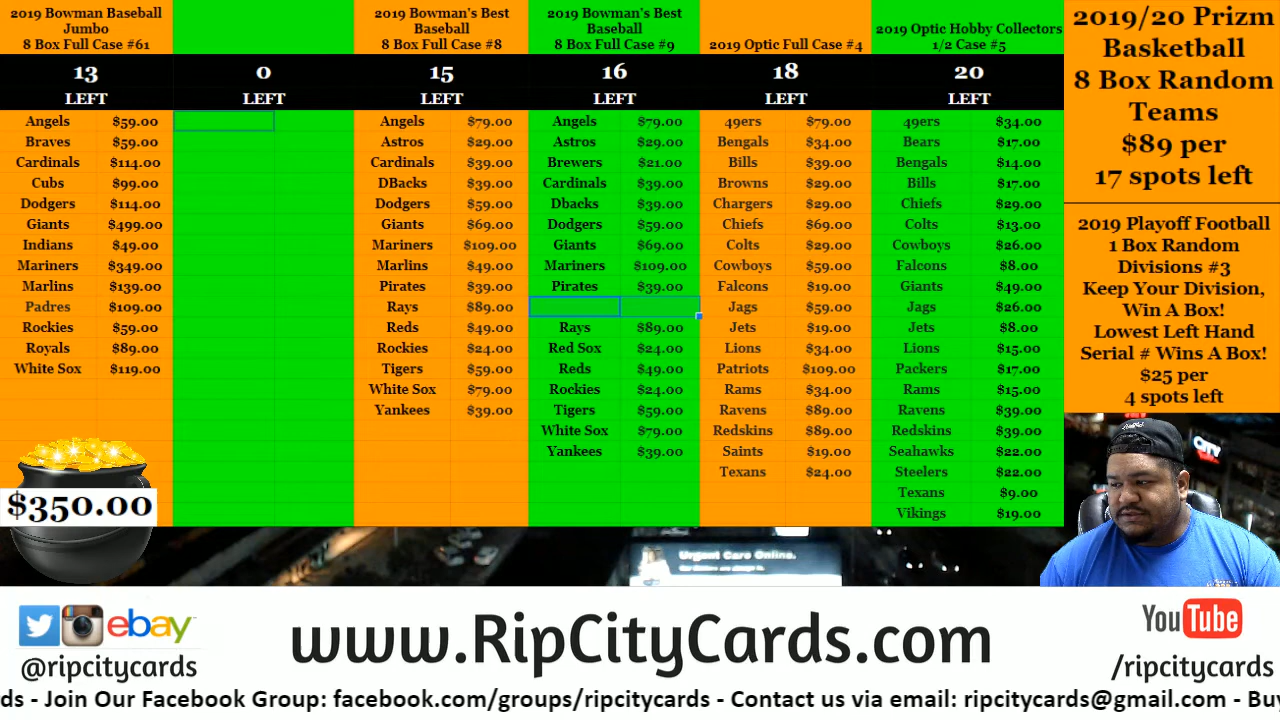 2019 Bowman Baseball
Jumbo
8 Box Full Case #61
13
LEFT
Angels $59.00
Braves $59.00
Cardinals $114.00
Cubs $99.00
Dodgers $114.00
Giants $499.00
Indians $49.00
Mariners $349.00
Marlins $139.00
Padres $109.00
Rockies $59.00
Royals $89.00
White Sox $119.00
$350.00
0
LEFT
2019 Bowman's Best
Baseball
8 Box Full Case #8
15
LEFT
Angels $79.00
Astros $29.00
Cardinals $39.00
DBacks $39.00
Dodgers $59.00
Giants $69.00
Mariners $109.00
Marlins $49.00
Pirates $39.00
Rays $89.00
Reds $49.00
Rockies $24.00
Tigers $59.00
White Sox $79.00
Yankees $39.00
2019 Bowman's Best
Baseball
8 Box Full Case #9
16
LEFT
Angels $79.00
Astros $29.00
Brewers $21.00
Cardinals $39.00
Dbacks $39.00
Dodgers $59.00
Giants $69.00
Mariners $109.00
Pirates $39.00
Rays $89.00
Red Sox $24.00
Reds $49.00
Rockies $24.00
Tigers $59.00
White Sox $79.00
Yankees $39.00
2019 Optic Full Case #4
18
LEFT
49ers $79.00
Bengals $34.00
Bills $39.00
Browns $29.00
Chargers $29.00
Chiefs $69.00
Colts $29.00
Cowboys $59.00
Falcons $19.00
Jags $59.00
Jets $19.00
Lions $34.00
Patriots $109.00
Rams $34.00
Ravens $89.00
Redskins $89.00
Saints $19.00
Texans $24.00
2019 Optic Hobby Collectors
1/2 Case #5
20
LEFT
49ers $34.00
Bears $17.00
Bengals $14.00
Bills $17.00
Chiefs $29.00
Colts $13.00
Cowboys $26.00
Falcons $8.00
Giants $49.00
Jags $26.00
Jets $8.00
Lions $15.00
Packers $17.00
Rams $15.00
Ravens $39.00
Redskins $39.00
Seahawks $22.00
Steelers $22.00
Texans $9.00
Vikings $19.00
2019/20 Prizm
Basketball
8 Box Random
Teams
$89 per
17 spots left
2019 Playoff Football
1 Box Random
Divisions #3
Keep Your Division,
Win A Box!
Lowest Left Hand
Serial # Wins A Box!
$25 per
4 spots left
CITY
Urgent Care Online.
ebay
@ripcitycards
www.RipCityCards.com
YouTube
/ripcitycards
ds - Join Our Facebook Group: facebook.com/groups/ripcitycards - Contact us via email: ripcitycards@gmail.com - Buy